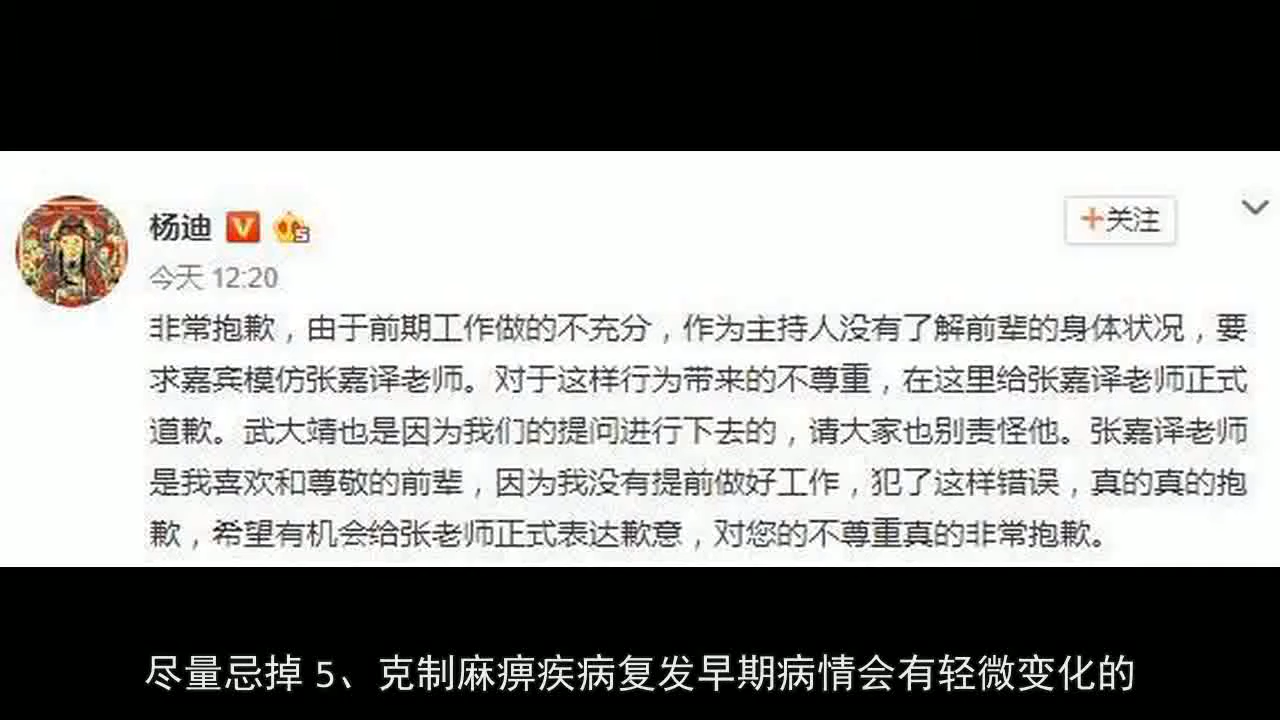 杨迪
今天 12:20
+关注
非常抱歉，由于前期工作做的不充分，作为主持人没有了解前辈的身体状况，要
求嘉宾模仿张嘉译老师。对于这样行为带来的不尊重，在这里给张嘉译老师正式
道歉。武大靖也是因为我们的提问进行下去的，请大家也别责怪他。张嘉译老师
是我喜欢和尊敬的前辈，因为我没有提前做好工作，犯了这样错误，真的真的抱
歉，希望有机会给张老师正式表达歉意，对您的不尊重真的非常抱歉。
尽量忌掉 5、克制麻痹疾病复发早期病情会有轻微变化的